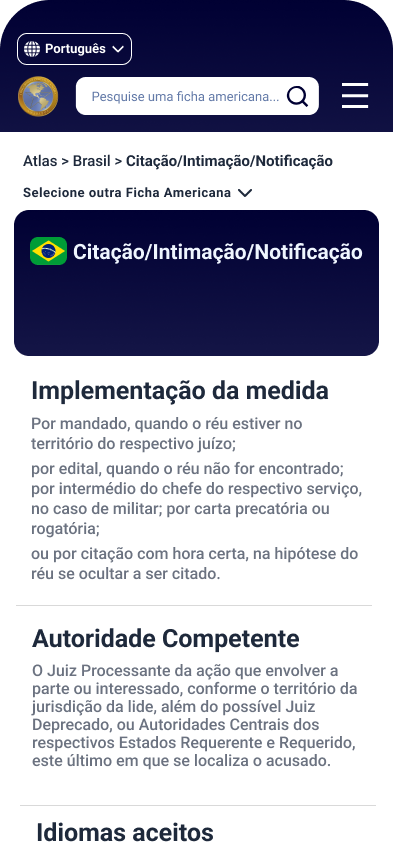 Português
Pesquise uma ficha americana...
Atlas > Brasil > Citação/Intimação/Notificação
Selecione outra Ficha Americana
Citação/Intimação/Notificação
Implementação da medida
Por mandado, quando o réu estiver no
território do respectivo juízo;
por edital, quando o réu não for encontrado;
por intermédio do chefe do respectivo serviço,
no caso de militar; por carta precatória ou
rogatória;
ou por citação com hora certa, na hipótese do
réu se ocultar a ser citado.
Autoridade Competente
O Juiz Processante da ação que envolver a
parte ou interessado, conforme o território da
jurisdição da lide, além do possível Juiz
Deprecado, ou Autoridades Centrais dos
respectivos Estados Requerente e Requerido,
este último em que se localiza o acusado.
Idiomas aceitos